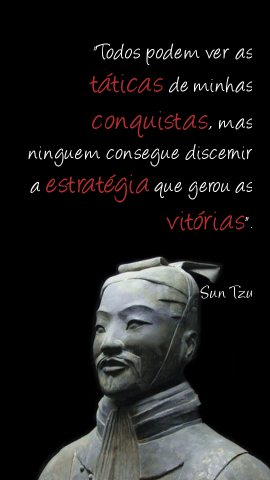 "Todos podem ver as
táticas de minhas
conquistas, mas
ninguem consegue discernir
a estratégia que gerou as
vitórias".
Sun Tzu